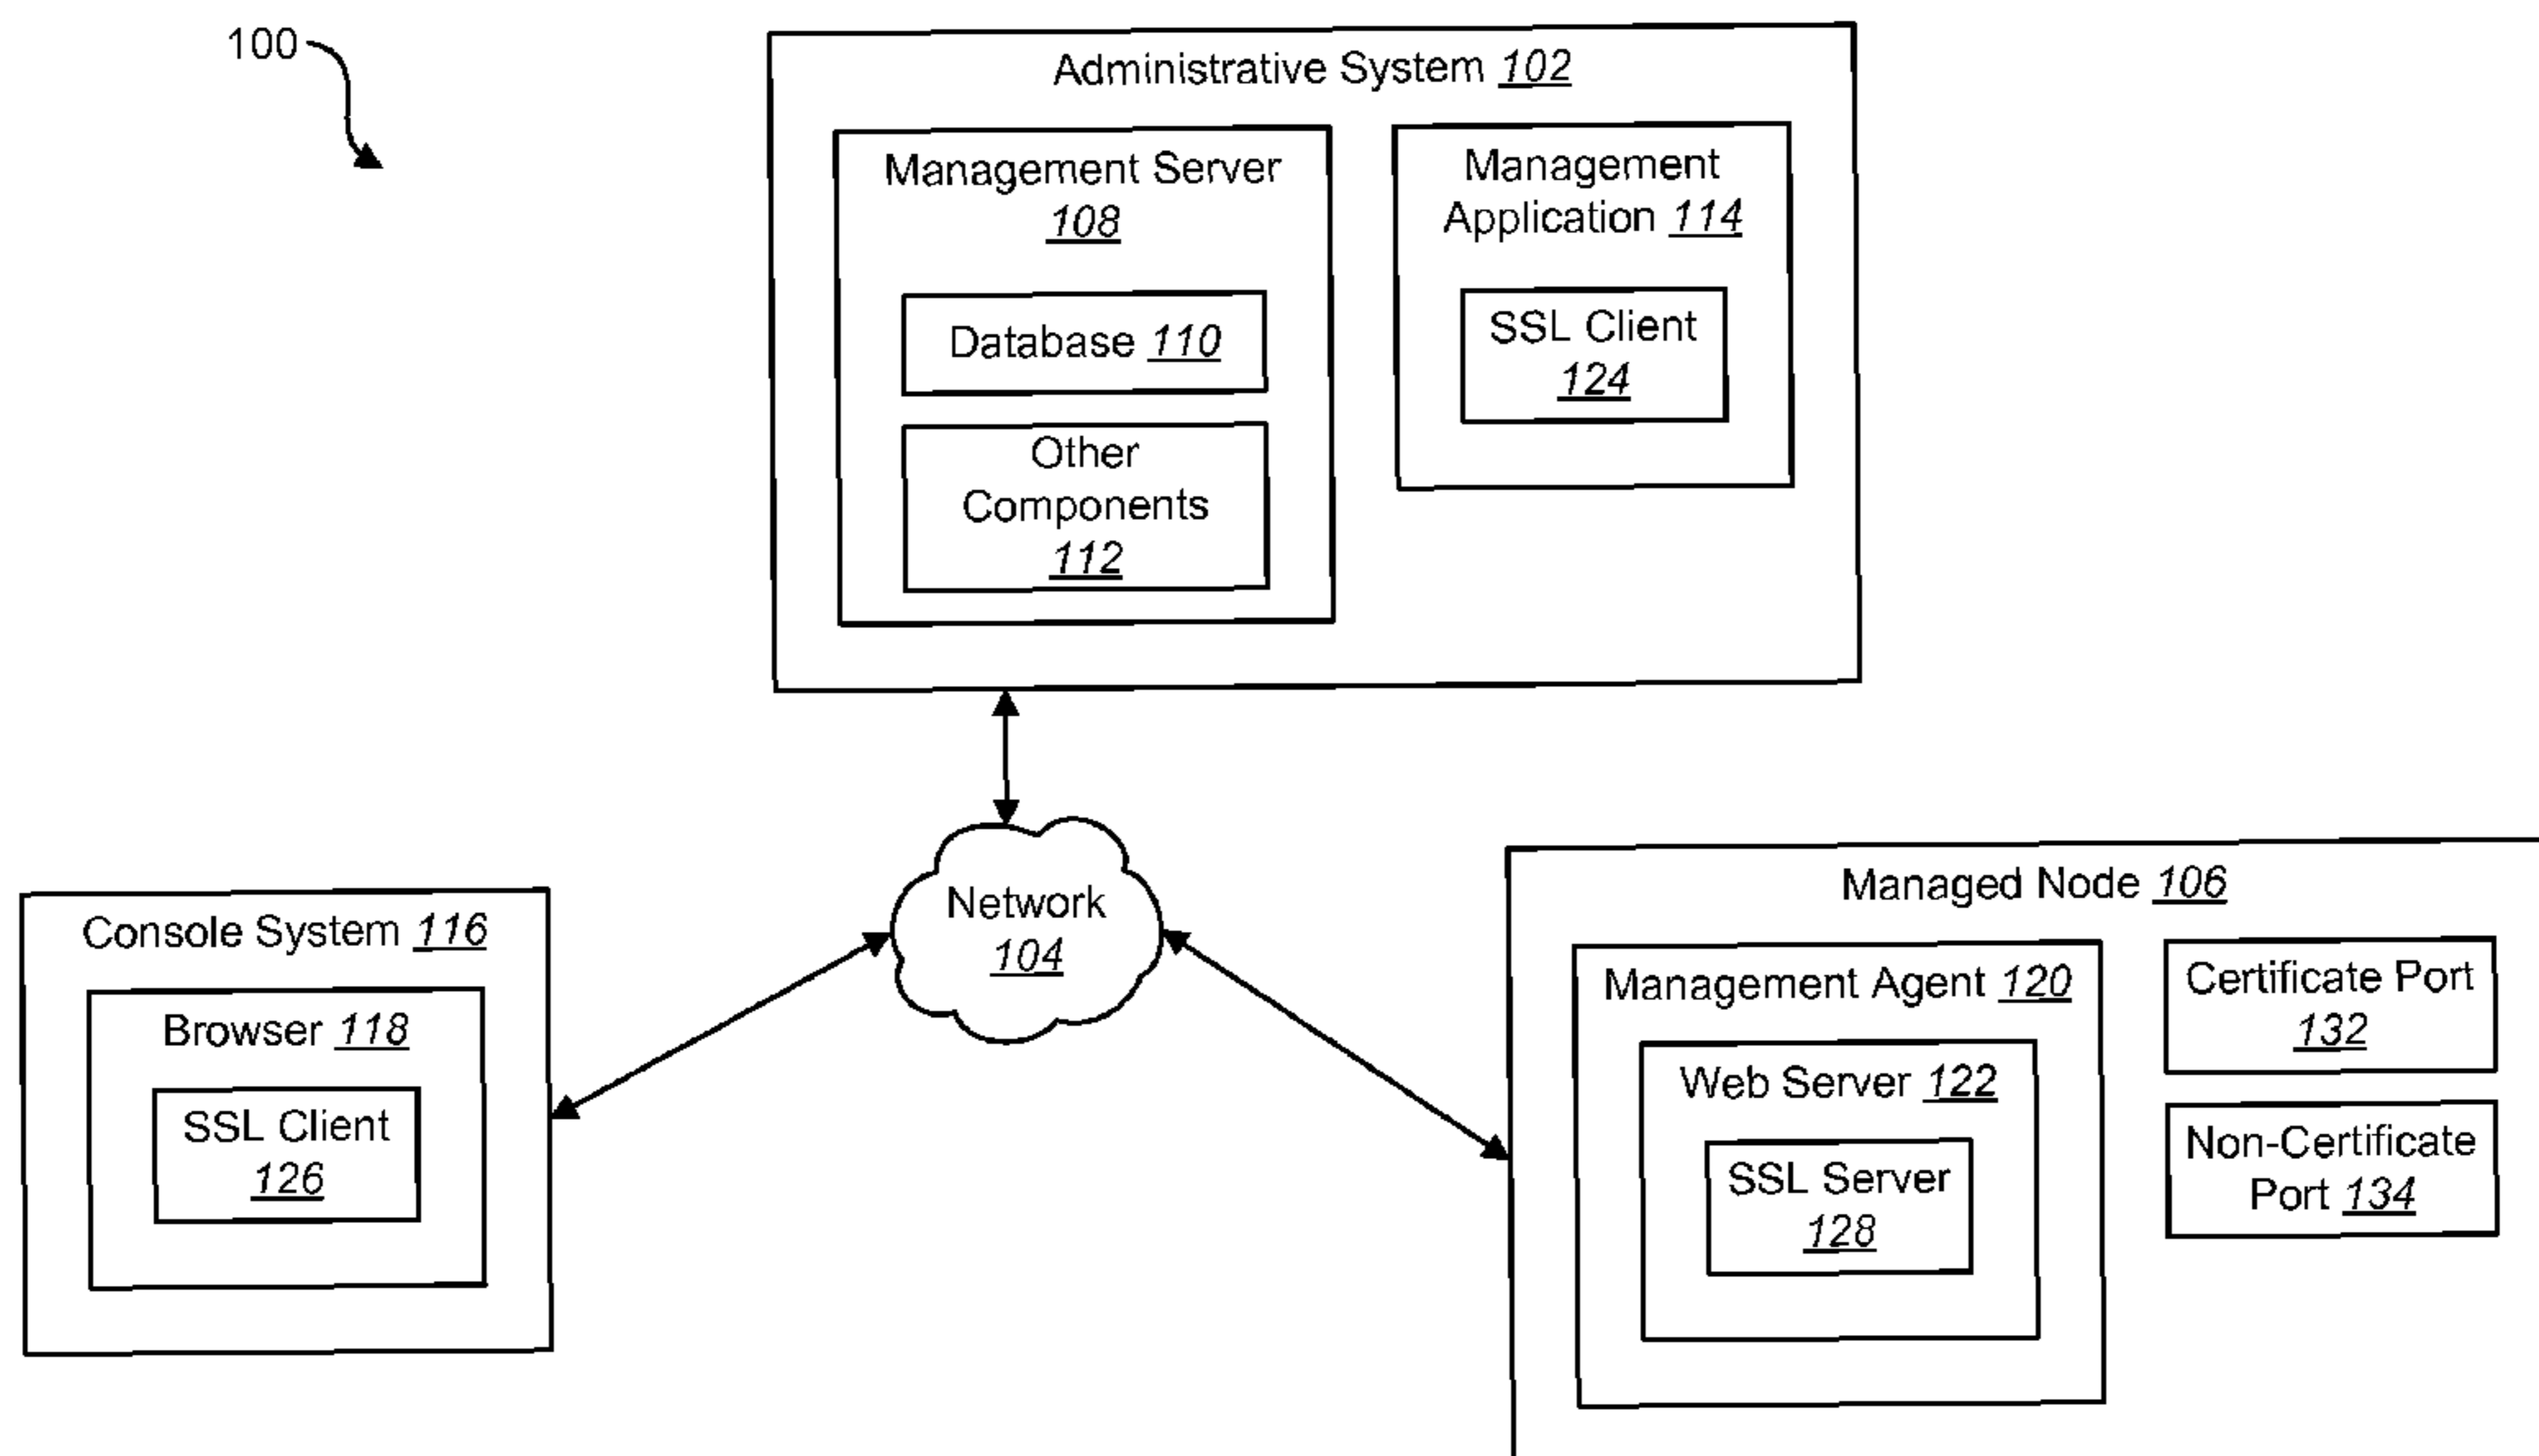 100
Administrative System 102
Management Server
108
Database 110
Other
Components
112
Management
Application 114
SSL Client
124
Network
104
Console System 116
Browser 118
SSL Client
126
Managed Node 106
Management Agent 120
Web Server 122
SSL Server
128
Certificate Port
132
Non-Certificate
Port 134